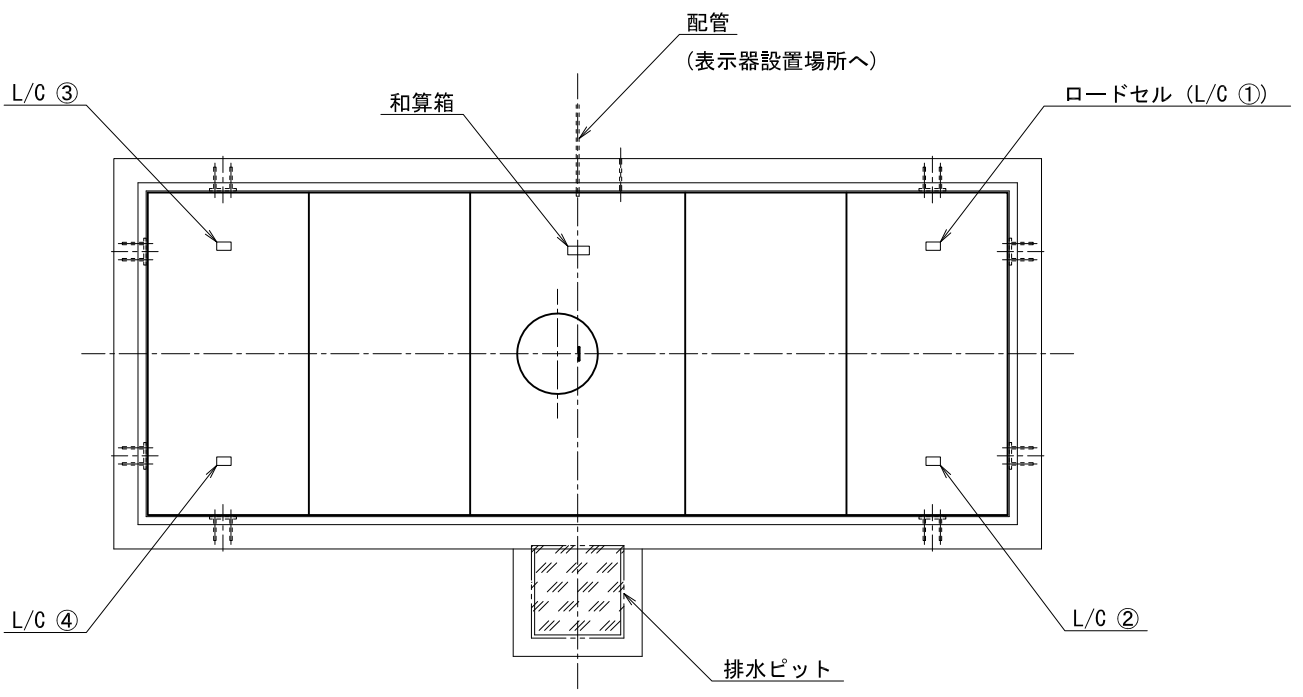 配管
(表示器設置場所へ)
L/C ③
和算箱
ロードセル (L/C ①)
L/C ④
L/C ②
排水ピット